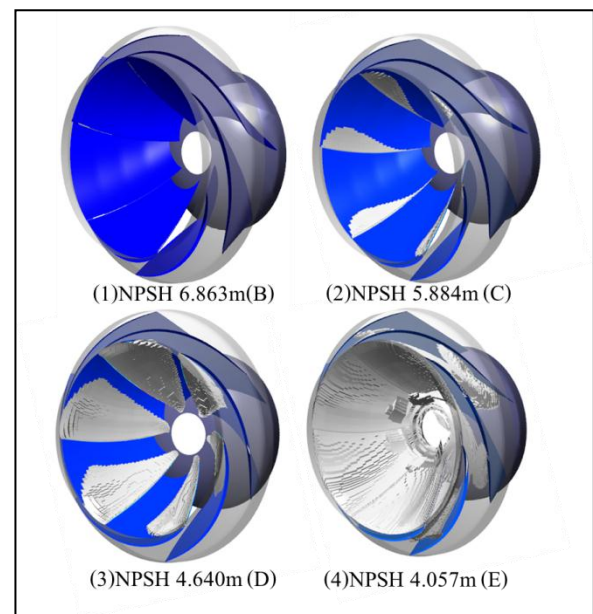 (1)NPSH 6.863m(B)
(2)NPSH 5.884m (C)
(3)NPSH 4.640m (D)
(4)NPSH 4.057m (E)